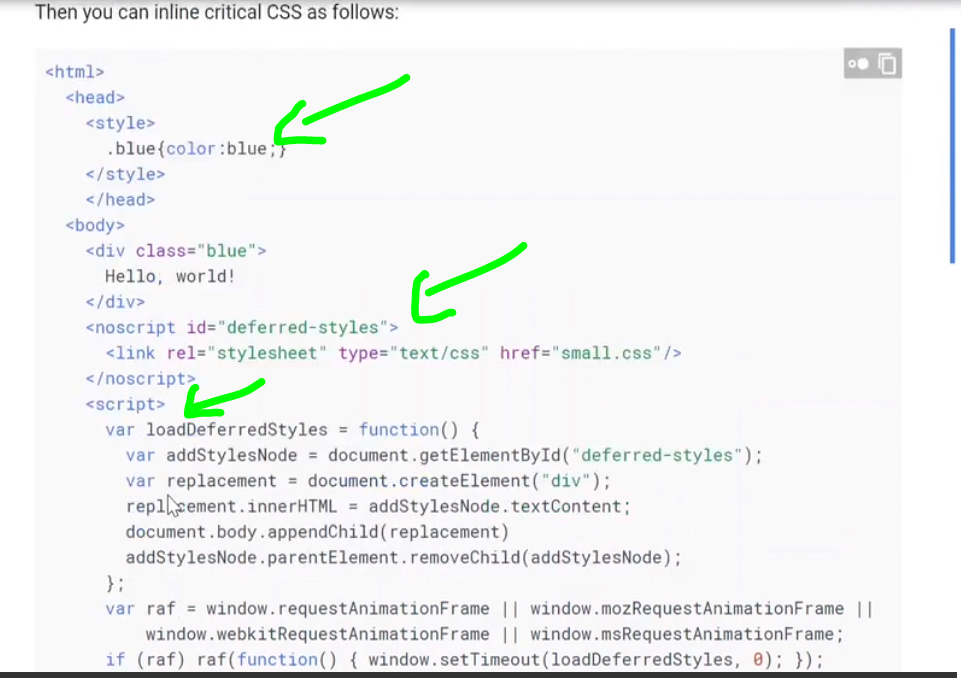 Then you can inline critical CSS as follows:
<html>
<head>
<style>
.blue{color:blue;}
</style>
</head>
<body>
<div class="blue">
Hello, world!
</div>
<noscript id="deferred-styles">
<link rel="stylesheet" type="text/css" href="small.css"/>
</noscript>
<script>
var loadDeferredStyles = function() {
var addStylesNode = document.getElementById("deferred-styles");
var replacement = document.createElement("div");
replacement.innerHTML = addStylesNode.textContent;
document.body.appendChild(replacement)
addStylesNode.parentElement.removeChild(addStylesNode);
};
var raf = window.requestAnimationFrame || window.mozRequestAnimationFrame ||
window.webkitRequestAnimationFrame || window.msRequestAnimationFrame;
if (raf) raf(function() { window.setTimeout(loadDeferredStyles, 0); });